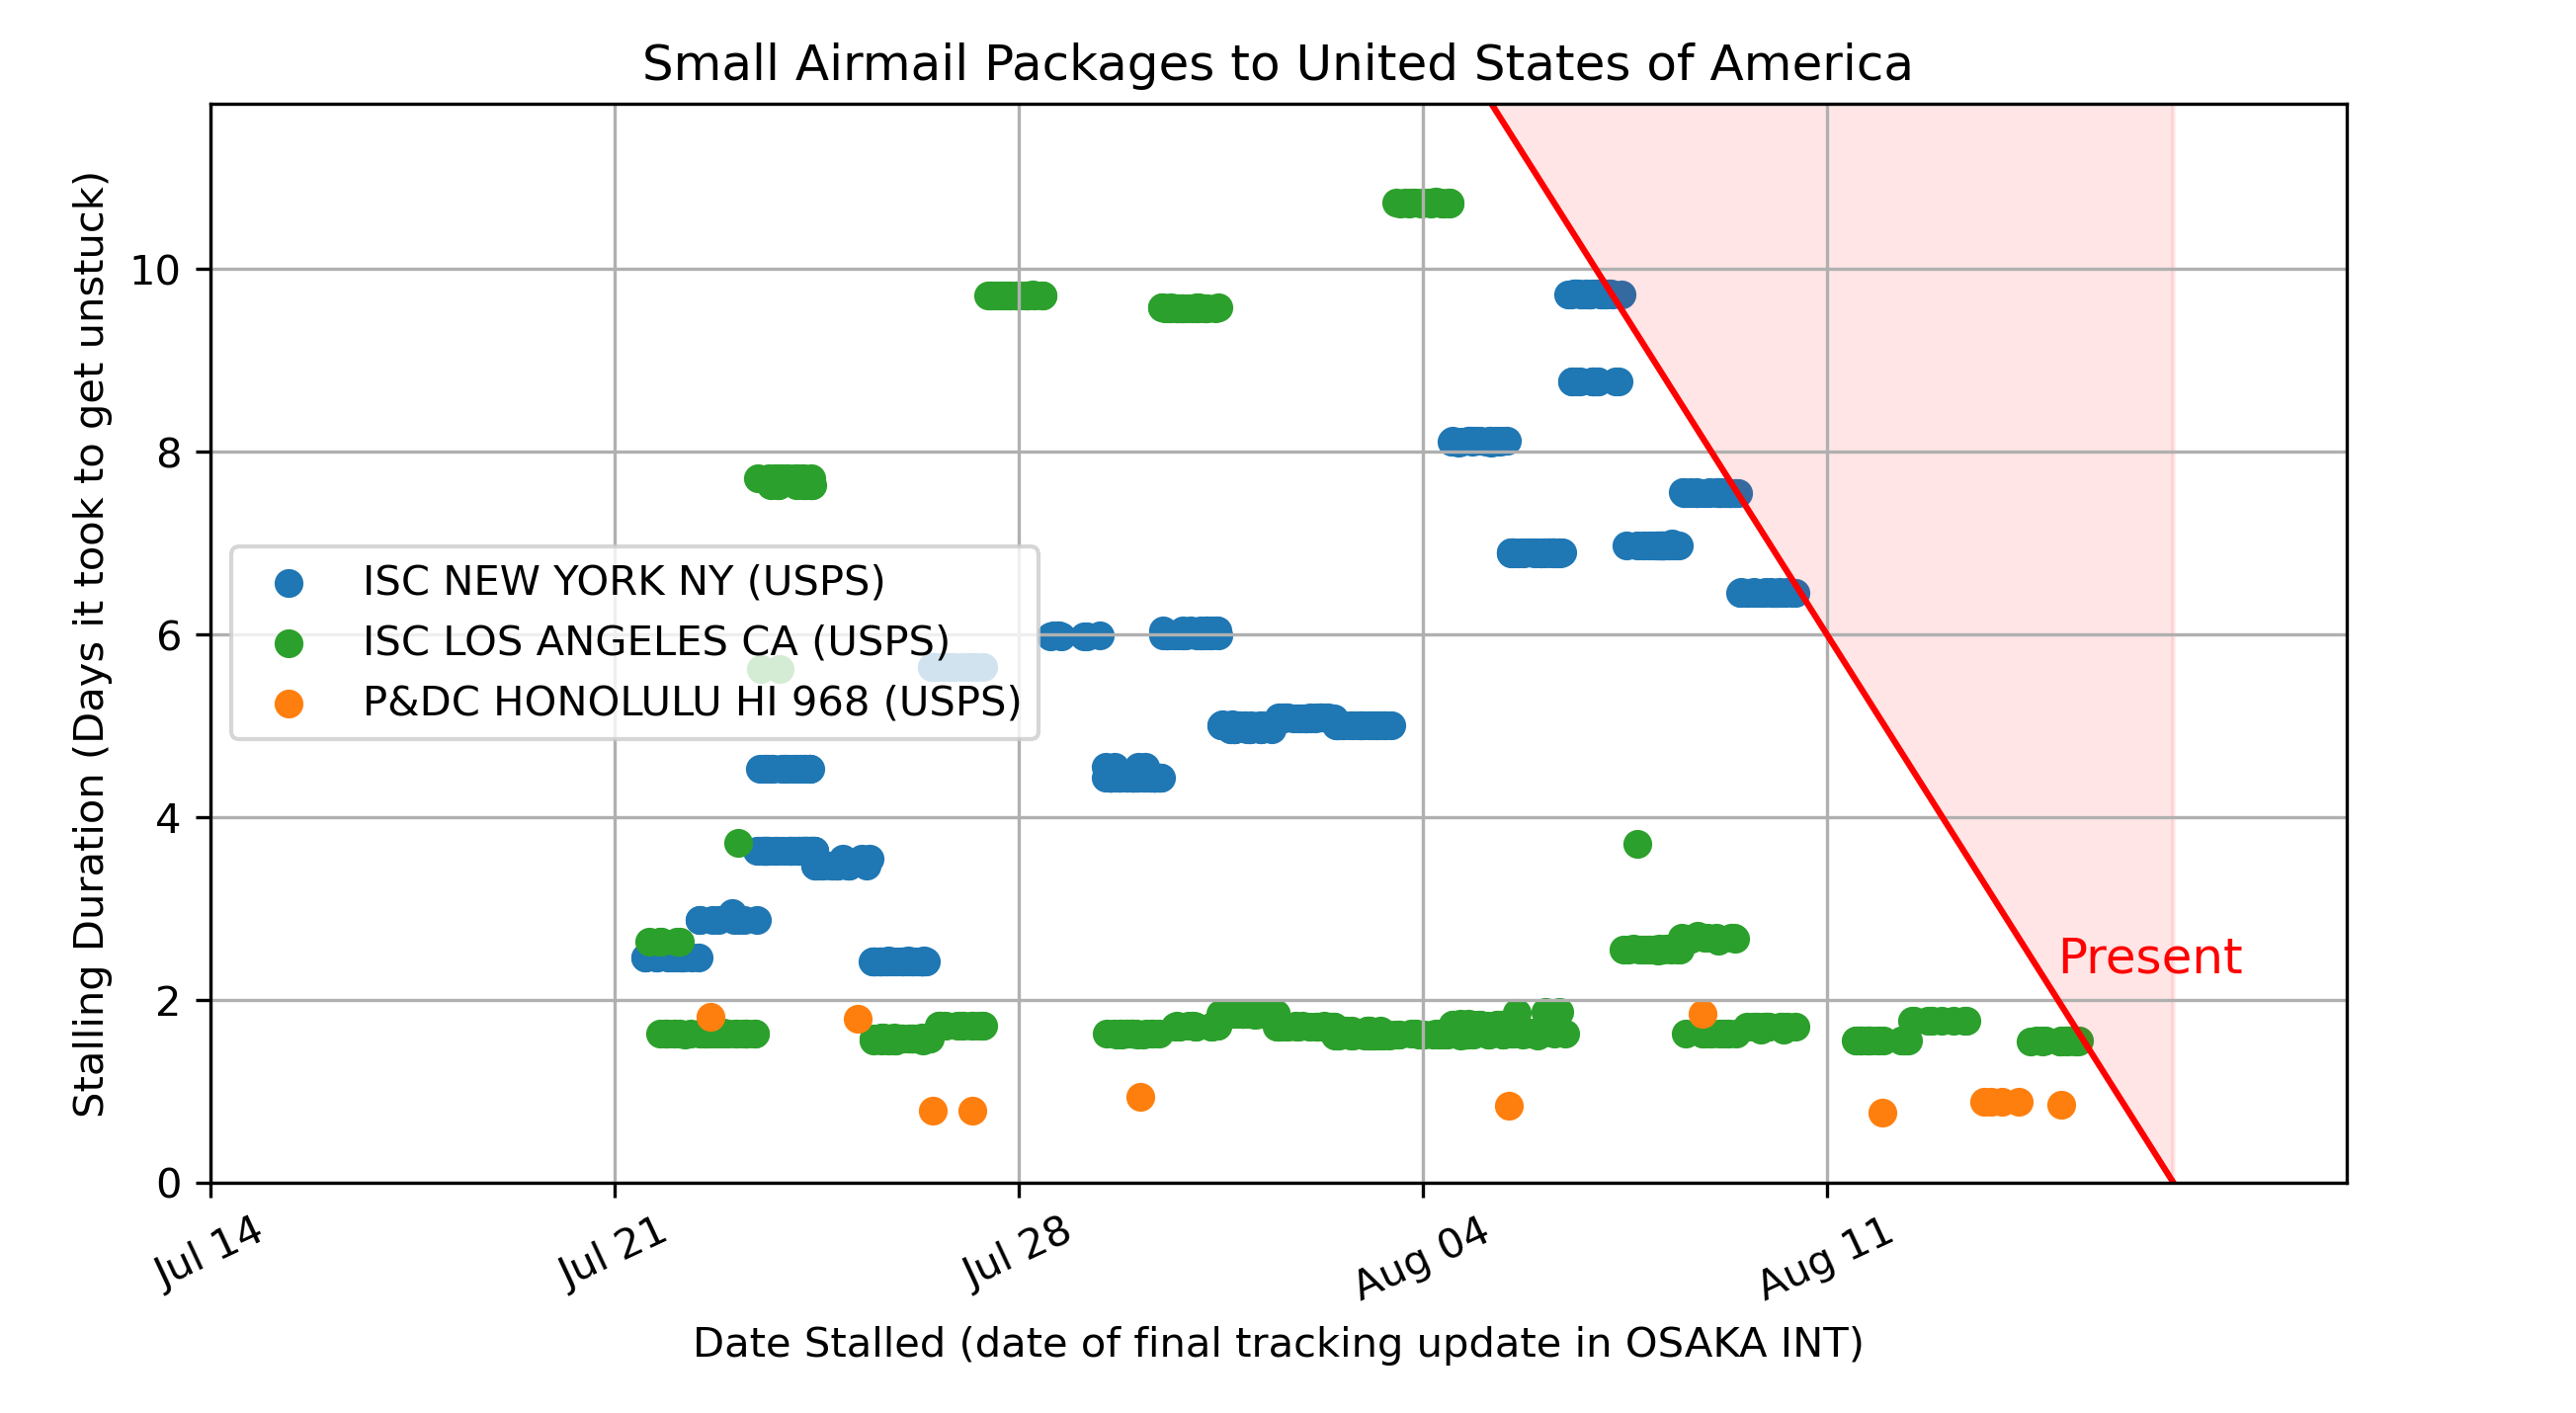 Small Airmail Packages to United States of America
Stalling Duration (Days it took to get unstuck)
10
8
6
4
2
0
ISC NEW YORK NY (USPS)
ISC LOS ANGELES CA (USPS)
P&DC HONOLULU HI 968 (USPS)
Present
Jul 14
Jul 21
Jul 28
Aug 04
Aug 11
Date Stalled (date of final tracking update in OSAKA INT)